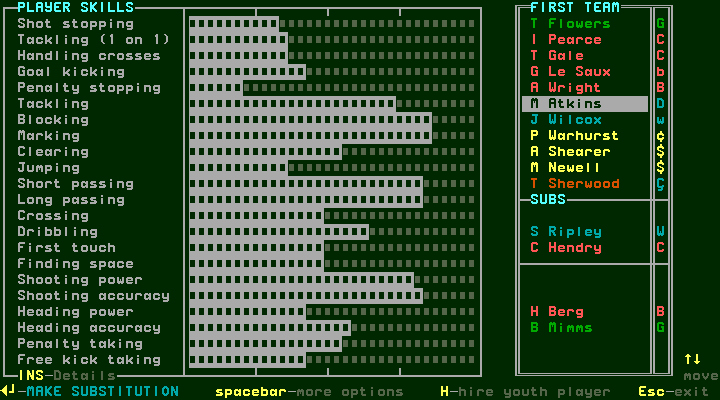 PLAYER SKILLS
Shot stopping
Tackling (1 on 1)
Handling crosses
Goal kicking
Penalty stopping
Tackling
Blocking
Marking
Clearing
Jumping
Short passing
Long passing
Crossing
Dribbling
First touch
Finding space
Shooting power
Shooting accuracy
Heading power
Heading accuracy
Penalty taking
Free kick taking
INS-Details
FIRST TEAM
T Flowers G
I Pearce C
T Gale C
G Le Saux b
A Wright B
M Atkins D
J Wilcox w
P Warhurst ¢
A Shearer $
M Newell $
T Sherwood Ç
SUBS
S Ripley W
C Hendry C
H Berg B
B Mimms G
↑↓
move
↵-MAKE SUBSTITUTION spacebar-more options H-hire youth player Esc-exit